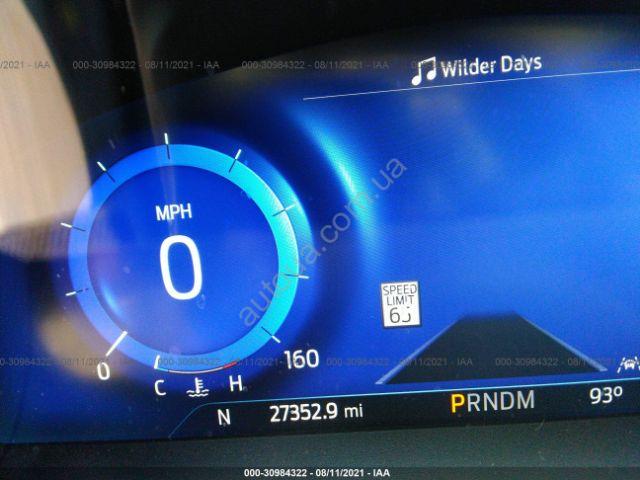 000-30984322 - 08/11/2021 - IAA
Wilder Days
MPH
0
autovia.com.ua
SPEED
LIMIT
65
0
160
C
H
N
27352.9 mi
PRNDM
93°
000-30984322 - 08/11/2021 - IAA